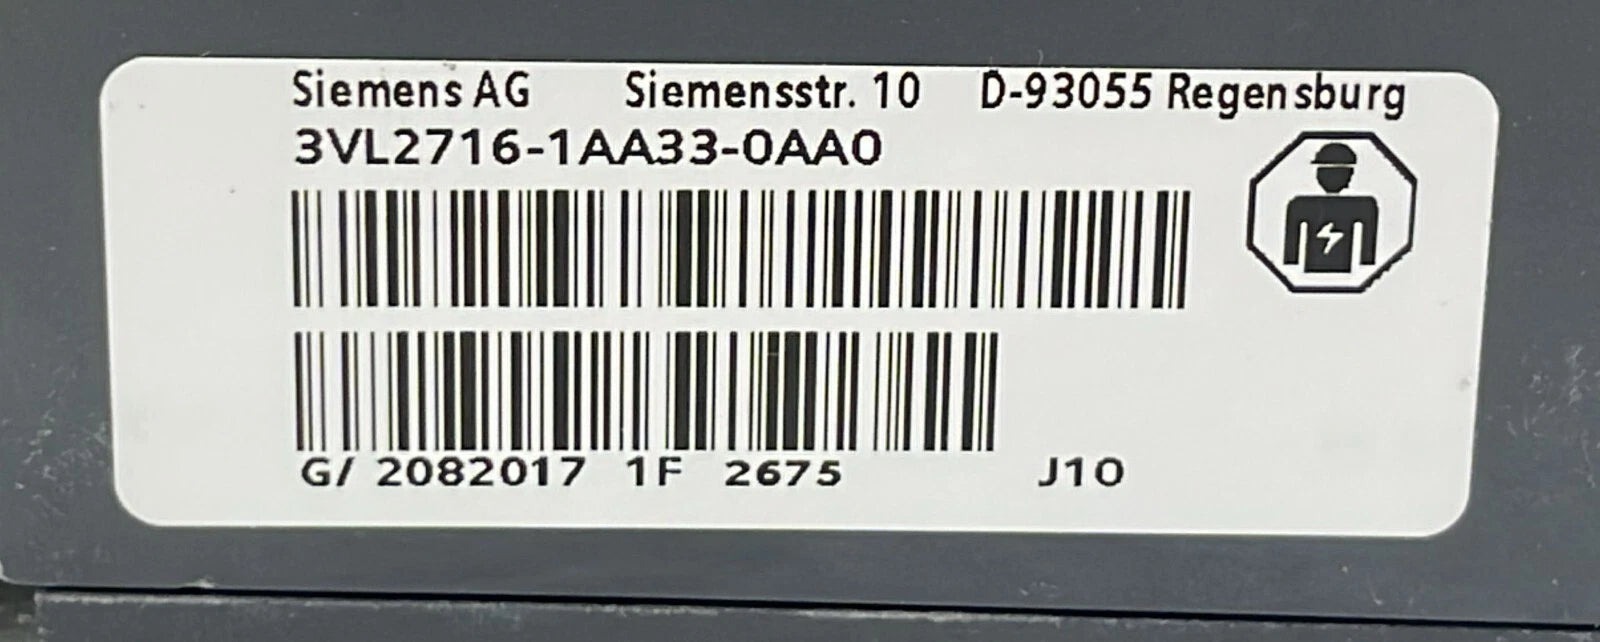 Siemens AG Siemensstr. 10 D-93055 Regensburg
3VL2716-1AA33-0AA0
G/ 2082017 1F 2675 J10